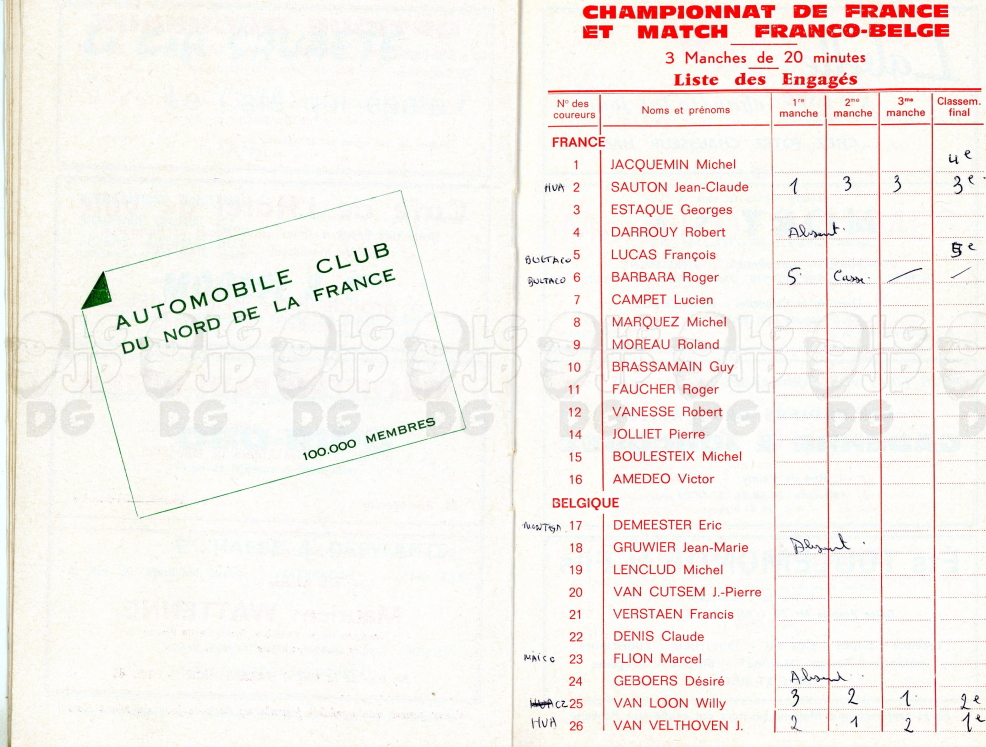 AUTOMOBILE CLUB
DU NORD DE LA FRANCE
100.000 MEMBRES
CHAMPIONNAT DE FRANCE
ET MATCH FRANCO-BELGE
3 Manches de 20 minutes
Liste des Engagés
N° des coureurs Noms et prénoms 1re manche 2me manche 3me manche Classem. final
FRANCE
1 JACQUEMIN Michel 4e
HVA 2 SAUTON Jean-Claude 1 3 3 3e
3 ESTAQUE Georges
4 DARROUY Robert Absent.
BULTACO 5 LUCAS François 5e
BULTACO 6 BARBARA Roger 5 Casse — —
7 CAMPET Lucien
8 MARQUEZ Michel
9 MOREAU Roland
10 BRASSAMAIN Guy
11 FAUCHER Roger
12 VANESSE Robert
14 JOLLIET Pierre
15 BOULESTEIX Michel
16 AMEDEO Victor
BELGIQUE
MONTESA 17 DEMEESTER Eric
18 GRUWIER Jean-Marie Absent.
19 LENCLUD Michel
20 VAN CUTSEM J.-Pierre
21 VERSTAEN Francis
22 DENIS Claude
MAICO 23 FLION Marcel
24 GEBOERS Désiré Absent.
CZ 25 VAN LOON Willy 3 2 1 2e
HVA 26 VAN VELTHOVEN J. 2 1 2 1e
LG JP DG